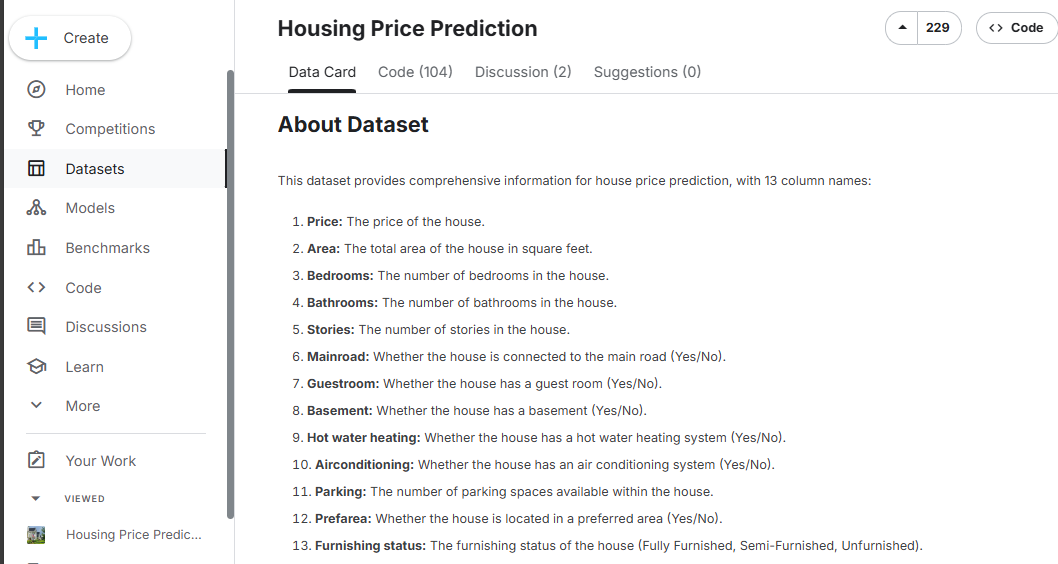 Create
Home
Competitions
Datasets
Models
Benchmarks
Code
Discussions
Learn
More
Your Work
VIEWED
Housing Price Predic...
Housing Price Prediction
229
Code
Data Card Code (104) Discussion (2) Suggestions (0)
About Dataset
This dataset provides comprehensive information for house price prediction, with 13 column names:
1. Price: The price of the house.
2. Area: The total area of the house in square feet.
3. Bedrooms: The number of bedrooms in the house.
4. Bathrooms: The number of bathrooms in the house.
5. Stories: The number of stories in the house.
6. Mainroad: Whether the house is connected to the main road (Yes/No).
7. Guestroom: Whether the house has a guest room (Yes/No).
8. Basement: Whether the house has a basement (Yes/No).
9. Hot water heating: Whether the house has a hot water heating system (Yes/No).
10. Airconditioning: Whether the house has an air conditioning system (Yes/No).
11. Parking: The number of parking spaces available within the house.
12. Prefarea: Whether the house is located in a preferred area (Yes/No).
13. Furnishing status: The furnishing status of the house (Fully Furnished, Semi-Furnished, Unfurnished).